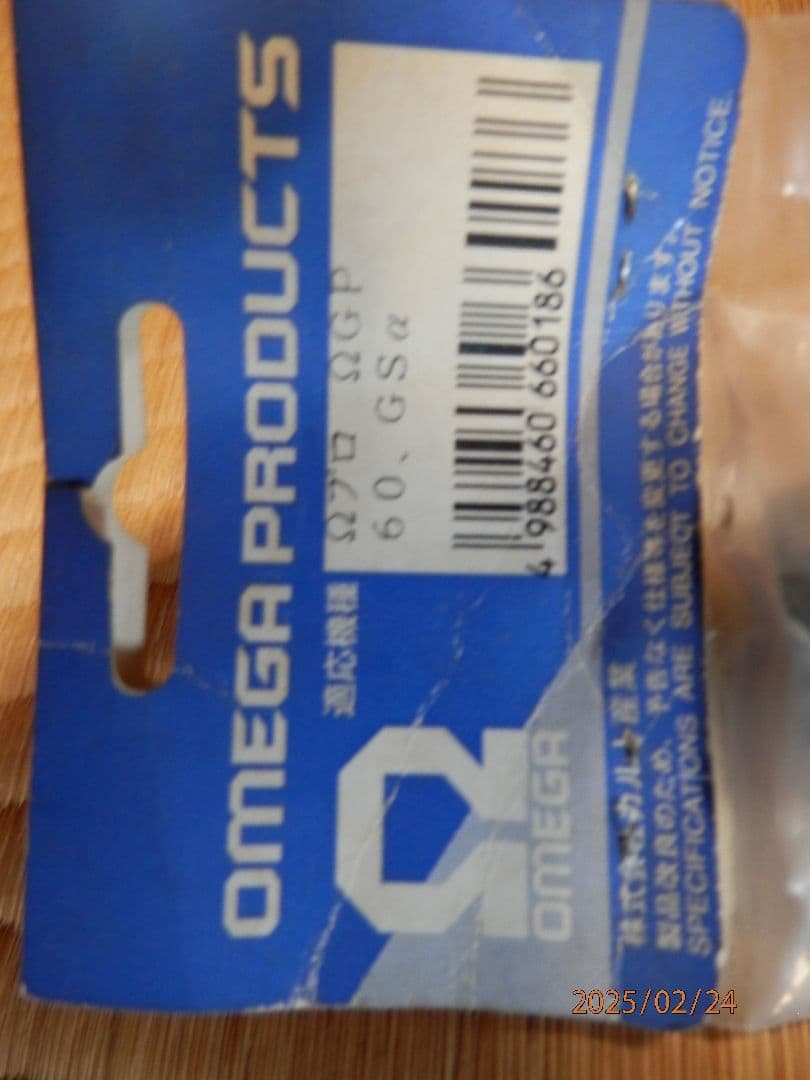 OMEGA PRODUCTS
適応機種
Ωプロ ΩGP
60、GSα
4 988460 660186
Ω
OMEGA
株式会社カルト産業
製品改良のため、予告なく仕様等を変更する場合があります。
SPECIFICATIONS ARE SUBJECT TO CHANGE WITHOUT NOTICE.
2025/02/24